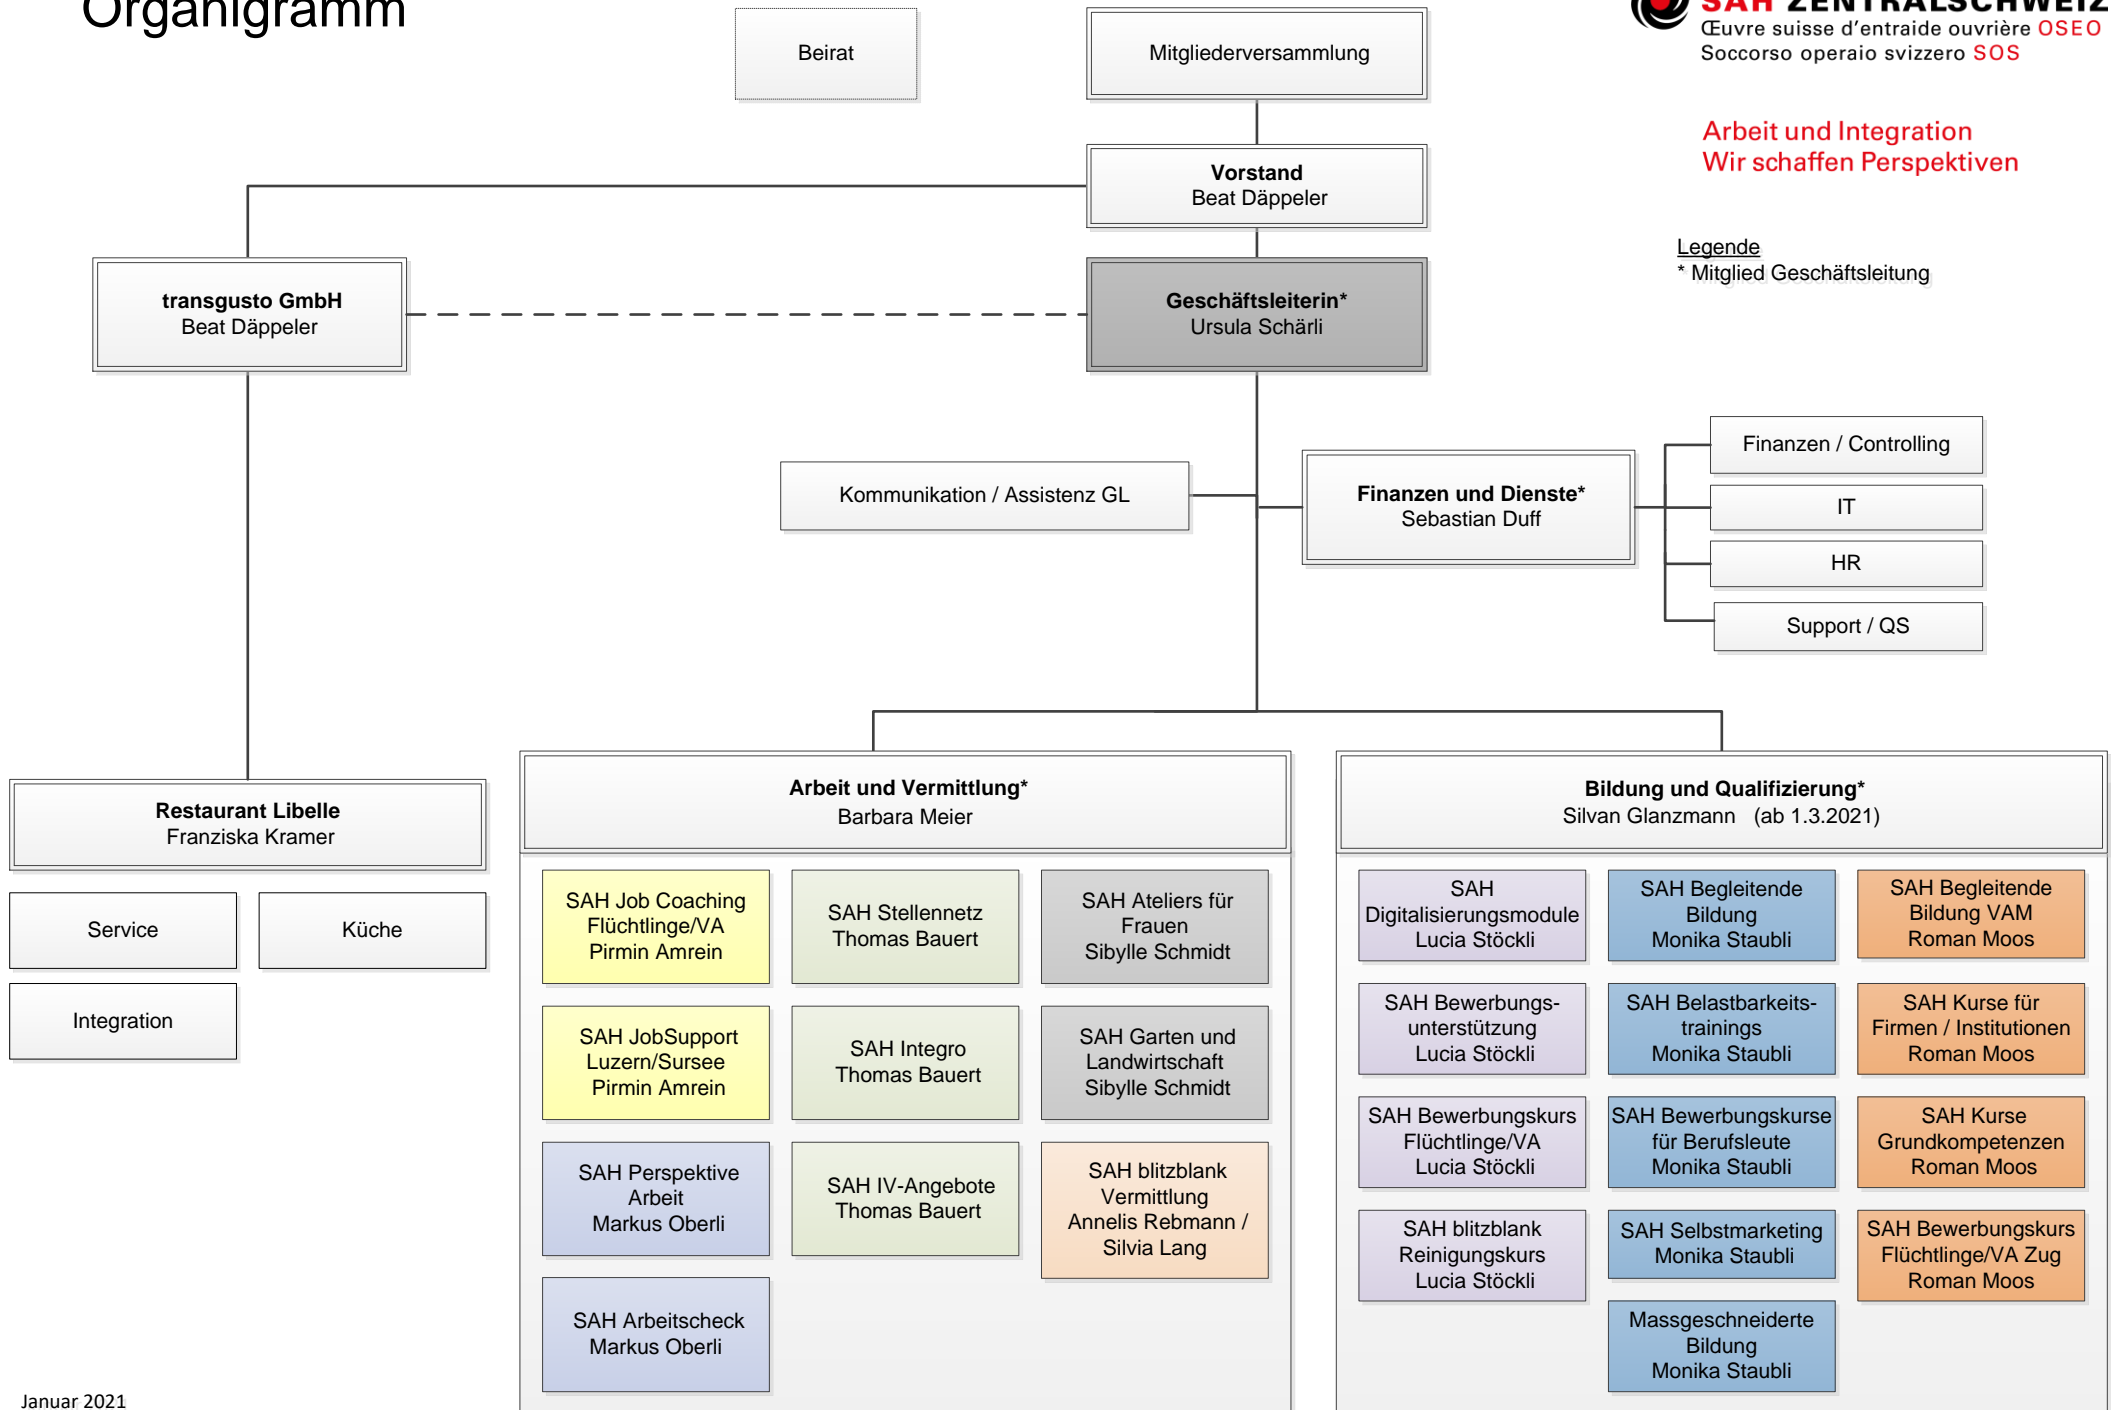 Organigramm
SAH ZENTRALSCHWEIZ
Œuvre suisse d'entraide ouvrière OSEO
Soccorso operaio svizzero SOS
Arbeit und Integration
Wir schaffen Perspektiven
Legende
* Mitglied Geschäftsleitung
Beirat
Mitgliederversammlung
Vorstand
Beat Däppeler
transgusto GmbH
Beat Däppeler
Geschäftsleiterin*
Ursula Schärli
Kommunikation / Assistenz GL
Finanzen und Dienste*
Sebastian Duff
Finanzen / Controlling
IT
HR
Support / QS
Restaurant Libelle
Franziska Kramer
Service
Küche
Integration
Arbeit und Vermittlung*
Barbara Meier
SAH Job Coaching
Flüchtlinge/VA
Pirmin Amrein
SAH Stellennetz
Thomas Bauert
SAH Ateliers für
Frauen
Sibylle Schmidt
SAH JobSupport
Luzern/Sursee
Pirmin Amrein
SAH Integro
Thomas Bauert
SAH Garten und
Landwirtschaft
Sibylle Schmidt
SAH Perspektive
Arbeit
Markus Oberli
SAH IV-Angebote
Thomas Bauert
SAH blitzblank
Vermittlung
Annelis Rebmann /
Silvia Lang
SAH Arbeitscheck
Markus Oberli
Bildung und Qualifizierung*
Silvan Glanzmann (ab 1.3.2021)
SAH
Digitalisierungsmodule
Lucia Stöckli
SAH Begleitende
Bildung
Monika Staubli
SAH Begleitende
Bildung VAM
Roman Moos
SAH Bewerbungs-
unterstützung
Lucia Stöckli
SAH Belastbarkeits-
trainings
Monika Staubli
SAH Kurse für
Firmen / Institutionen
Roman Moos
SAH Bewerbungskurs
Flüchtlinge/VA
Lucia Stöckli
SAH Bewerbungskurse
für Berufsleute
Monika Staubli
SAH Kurse
Grundkompetenzen
Roman Moos
SAH blitzblank
Reinigungskurs
Lucia Stöckli
SAH Selbstmarketing
Monika Staubli
SAH Bewerbungskurs
Flüchtlinge/VA Zug
Roman Moos
Massgeschneiderte
Bildung
Monika Staubli
Januar 2021